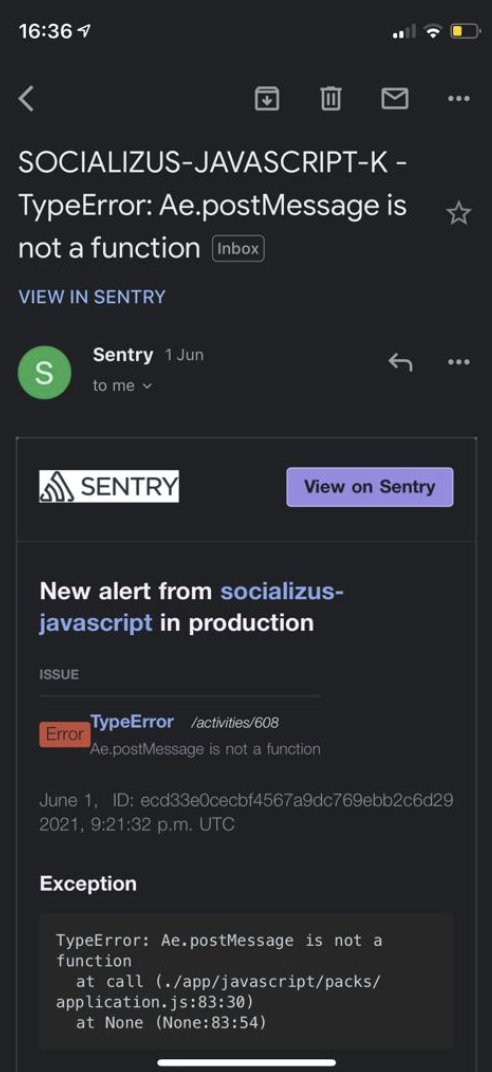 16:36
SOCIALIZUS-JAVASCRIPT-K -
TypeError: Ae.postMessage is
not a function Inbox
VIEW IN SENTRY
S
Sentry 1 Jun
to me
SENTRY
View on Sentry
New alert from socializus-
javascript in production
ISSUE
Error
TypeError /activities/608
Ae.postMessage is not a function
June 1, ID: ecd33e0cecbf4567a9dc769ebb2c6d29
2021, 9:21:32 p.m. UTC
Exception
TypeError: Ae.postMessage is not a
function
at call (./app/javascript/packs/
application.js:83:30)
at None (None:83:54)